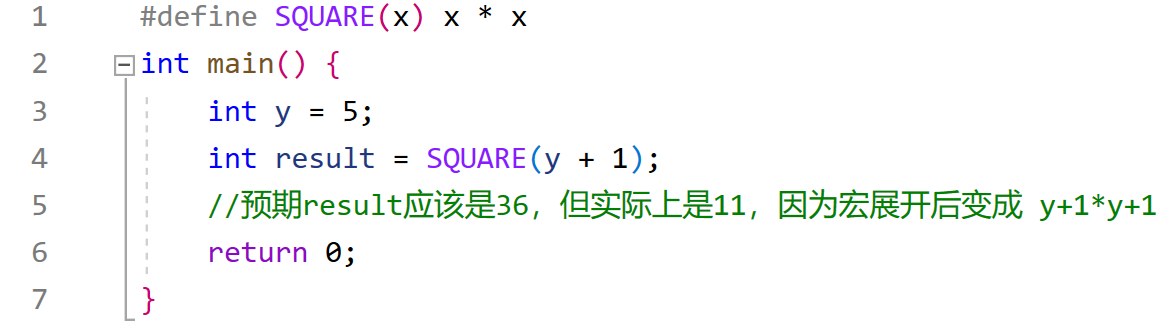 1 #define SQUARE(x) x * x
2 int main() {
3 int y = 5;
4 int result = SQUARE(y + 1);
5 //预期result应该是36，但实际上是11，因为宏展开后变成 y+1*y+1
6 return 0;
7 }